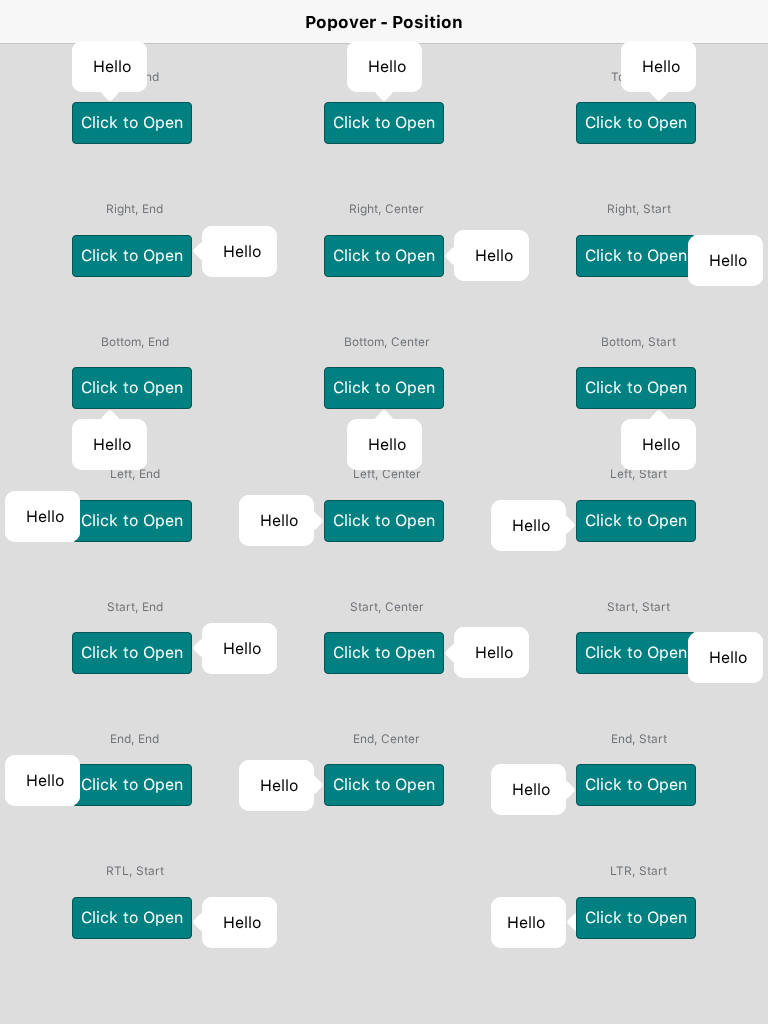 Popover - Position
Hello Hello Hello
Click to Open Click to Open Click to Open
Right, End Right, Center Right, Start
Click to Open Hello Click to Open Hello Click to Open Hello
Bottom, End Bottom, Center Bottom, Start
Click to Open Click to Open Click to Open
Hello Hello Hello
Left, End Left, Center Left, Start
Hello Click to Open Hello Click to Open Hello Click to Open
Start, End Start, Center Start, Start
Click to Open Hello Click to Open Hello Click to Open Hello
End, End End, Center End, Start
Hello Click to Open Hello Click to Open Hello Click to Open
RTL, Start LTR, Start
Click to Open Hello Hello Click to Open